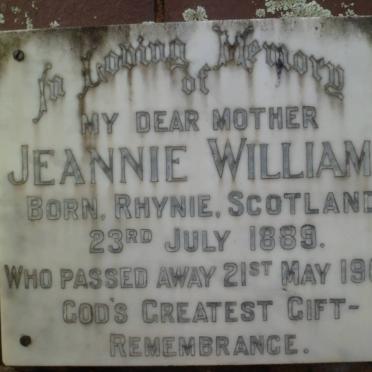 In Loving Memory
of
MY DEAR MOTHER
JEANNIE WILLIAM
BORN, RHYNIE, SCOTLAND
23RD JULY 1889.
WHO PASSED AWAY 21ST MAY 19
GOD'S GREATEST GIFT-
REMEMBRANCE.